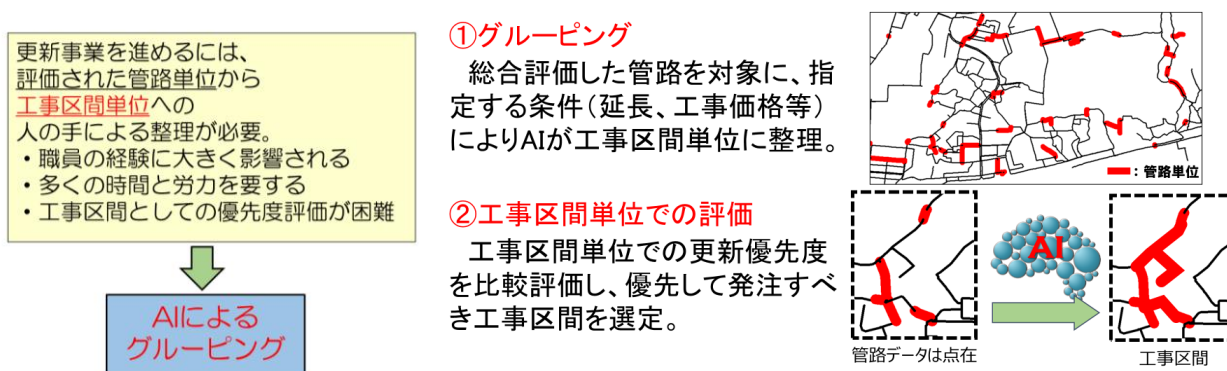 更新事業を進めるには、
評価された管路単位から
工事区間単位への
人の手による整理が必要。
・職員の経験に大きく影響される
・多くの時間と労力を要する
・工事区間としての優先度評価が困難
AIによる
グルーピング
①グルーピング
総合評価した管路を対象に、指
定する条件(延長、工事価格等)
によりAIが工事区間単位に整理。
②工事区間単位での評価
工事区間単位での更新優先度
を比較評価し、優先して発注すべ
き工事区間を選定。
：管路単位
AI
管路データは点在
工事区間